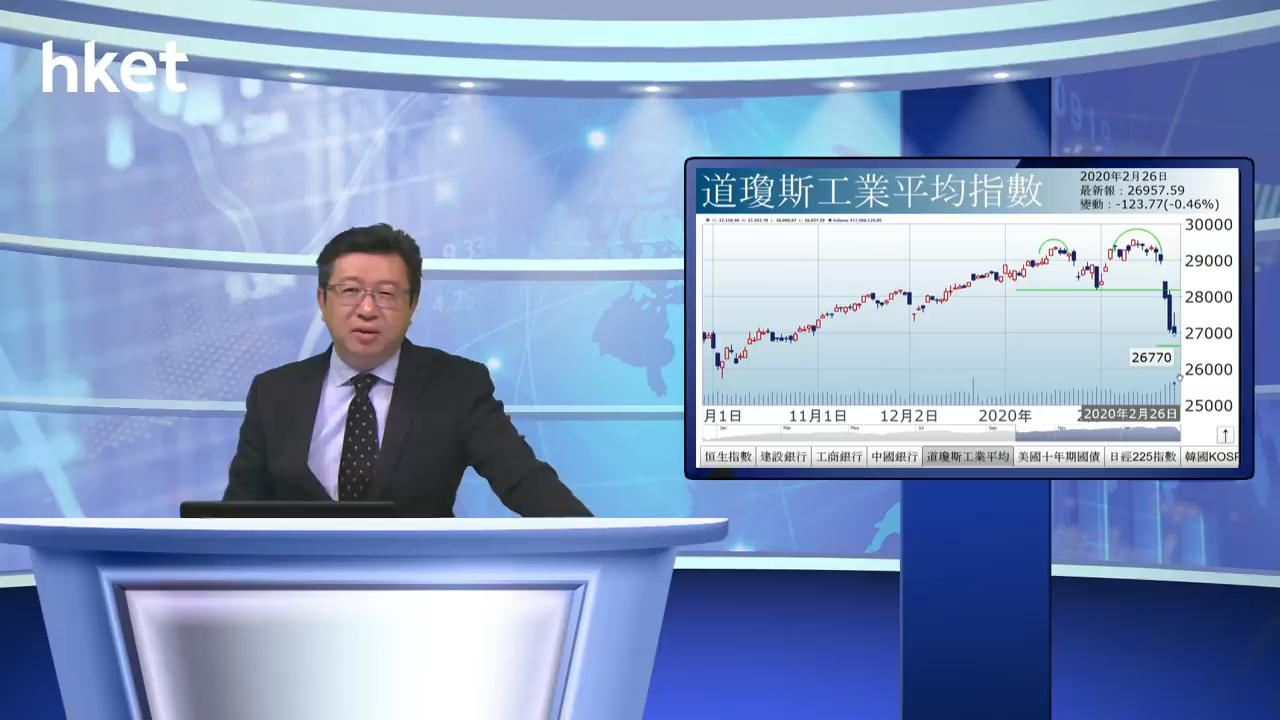 hket
道瓊斯工業平均指數
2020年2月26日
最新報：26957.59
變動：-123.77(-0.46%)
30000
29000
28000
27000
26770
26000
25000
月1日
11月1日
12月2日
2020年
2020年2月26日
恒生指數
建設銀行
工商銀行
中國銀行
道瓊斯工業平均
美國十年期國債
日經225指數
韓國KOSP